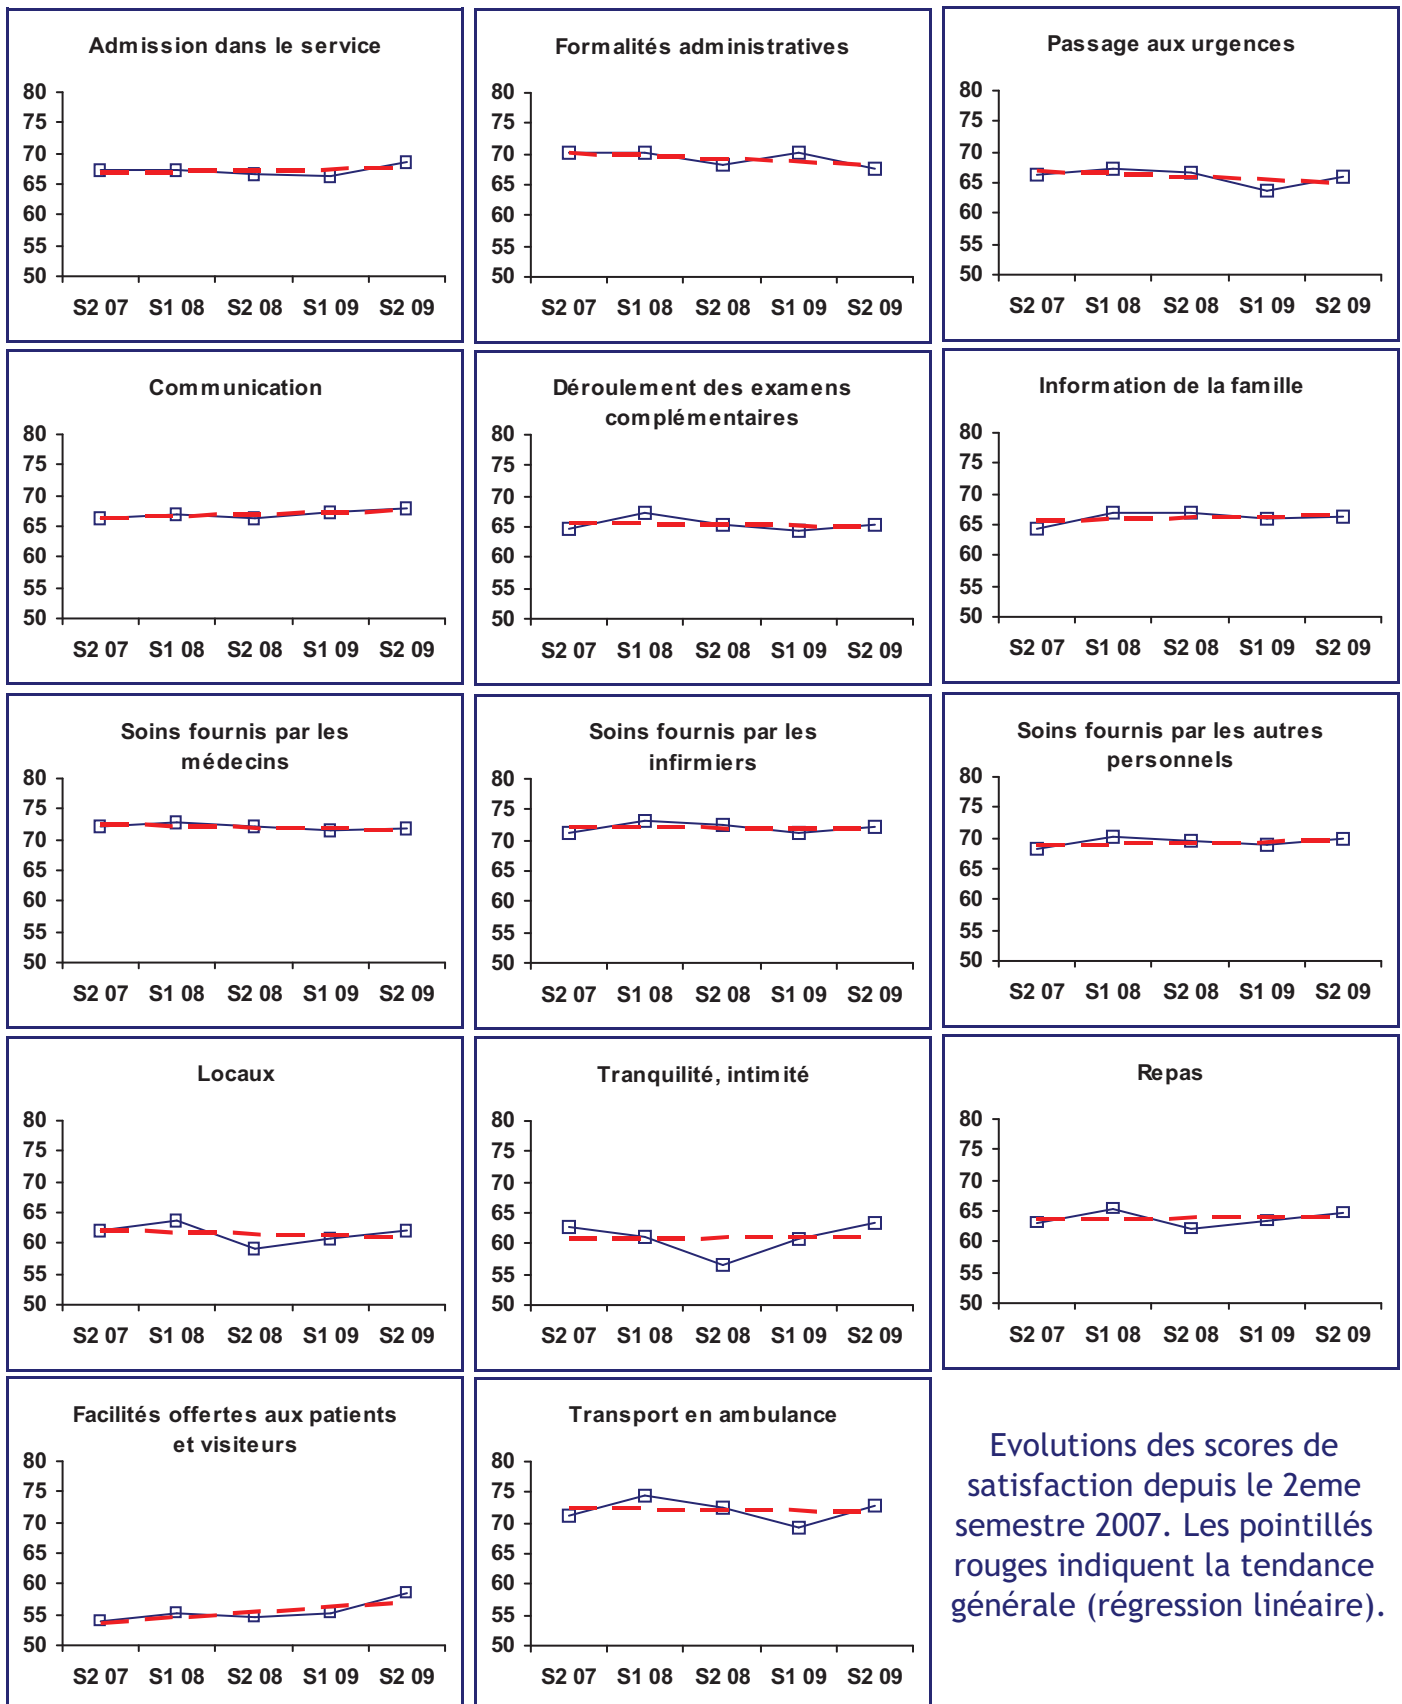 Admission dans le service
80
75
70
65
60
55
50
S2 07 S1 08 S2 08 S1 09 S2 09
Formalités administratives
80
75
70
65
60
55
50
S2 07 S1 08 S2 08 S1 09 S2 09
Passage aux urgences
80
75
70
65
60
55
50
S2 07 S1 08 S2 08 S1 09 S2 09
Communication
80
75
70
65
60
55
50
S2 07 S1 08 S2 08 S1 09 S2 09
Déroulement des examens
complémentaires
80
75
70
65
60
55
50
S2 07 S1 08 S2 08 S1 09 S2 09
Information de la famille
80
75
70
65
60
55
50
S2 07 S1 08 S2 08 S1 09 S2 09
Soins fournis par les
médecins
80
75
70
65
60
55
50
S2 07 S1 08 S2 08 S1 09 S2 09
Soins fournis par les
infirmiers
80
75
70
65
60
55
50
S2 07 S1 08 S2 08 S1 09 S2 09
Soins fournis par les autres
personnels
80
75
70
65
60
55
50
S2 07 S1 08 S2 08 S1 09 S2 09
Locaux
80
75
70
65
60
55
50
S2 07 S1 08 S2 08 S1 09 S2 09
Tranquilité, intimité
80
75
70
65
60
55
50
S2 07 S1 08 S2 08 S1 09 S2 09
Repas
80
75
70
65
60
55
50
S2 07 S1 08 S2 08 S1 09 S2 09
Facilités offertes aux patients
et visiteurs
80
75
70
65
60
55
50
S2 07 S1 08 S2 08 S1 09 S2 09
Transport en ambulance
80
75
70
65
60
55
50
S2 07 S1 08 S2 08 S1 09 S2 09
Evolutions des scores de
satisfaction depuis le 2eme
semestre 2007. Les pointillés
rouges indiquent la tendance
générale (régression linéaire).